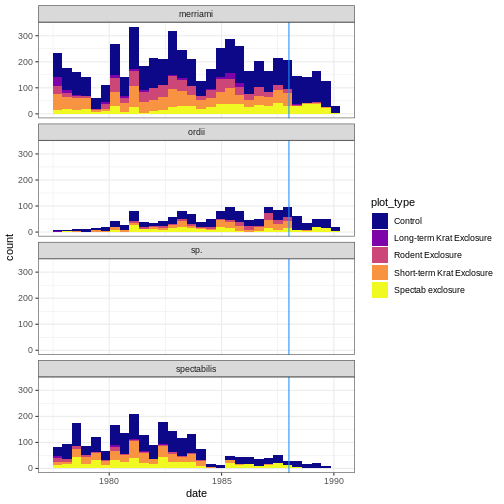 merriami
300
200
100
0
ordii
300
200
100
0
sp.
300
200
100
0
spectabilis
300
200
100
0
1980 1985 1990
date
count
plot_type
Control
Long-term Krat Exclosure
Rodent Exclosure
Short-term Krat Exclosure
Spectab exclosure